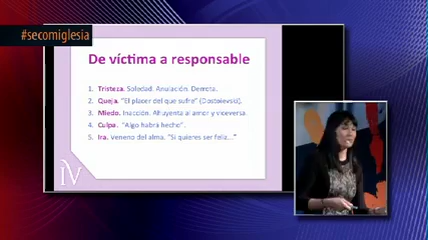 #secomiglesia
De víctima a responsable
1. Tristeza. Soledad. Anulación. Derrota.
2. Queja. "El placer del que sufre" (Dostoievski).
3. Miedo. Inacción. Ahuyenta al amor y viceversa.
4. Culpa. "Algo habrá hecho".
5. Ira. Veneno del alma. "Si quieres ser feliz..."
IV